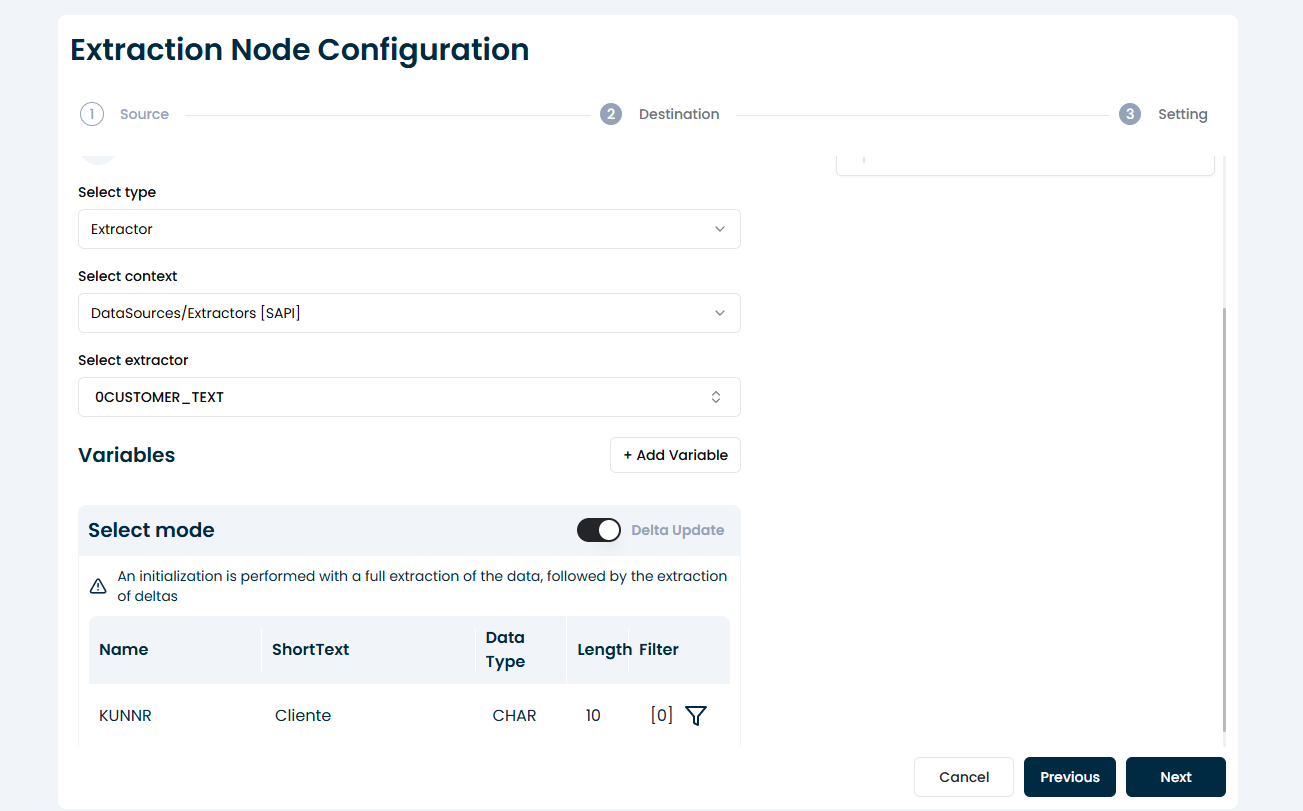 Extraction Node Configuration
1 Source
2 Destination
3 Setting
Select type
Extractor
Select context
DataSources/Extractors [SAPI]
Select extractor
0CUSTOMER_TEXT
Variables
+ Add Variable
Select mode
Delta Update
An initialization is performed with a full extraction of the data, followed by the extraction
of deltas
Name ShortText Data Type Length Filter
KUNNR Cliente CHAR 10 [0]
Cancel Previous Next